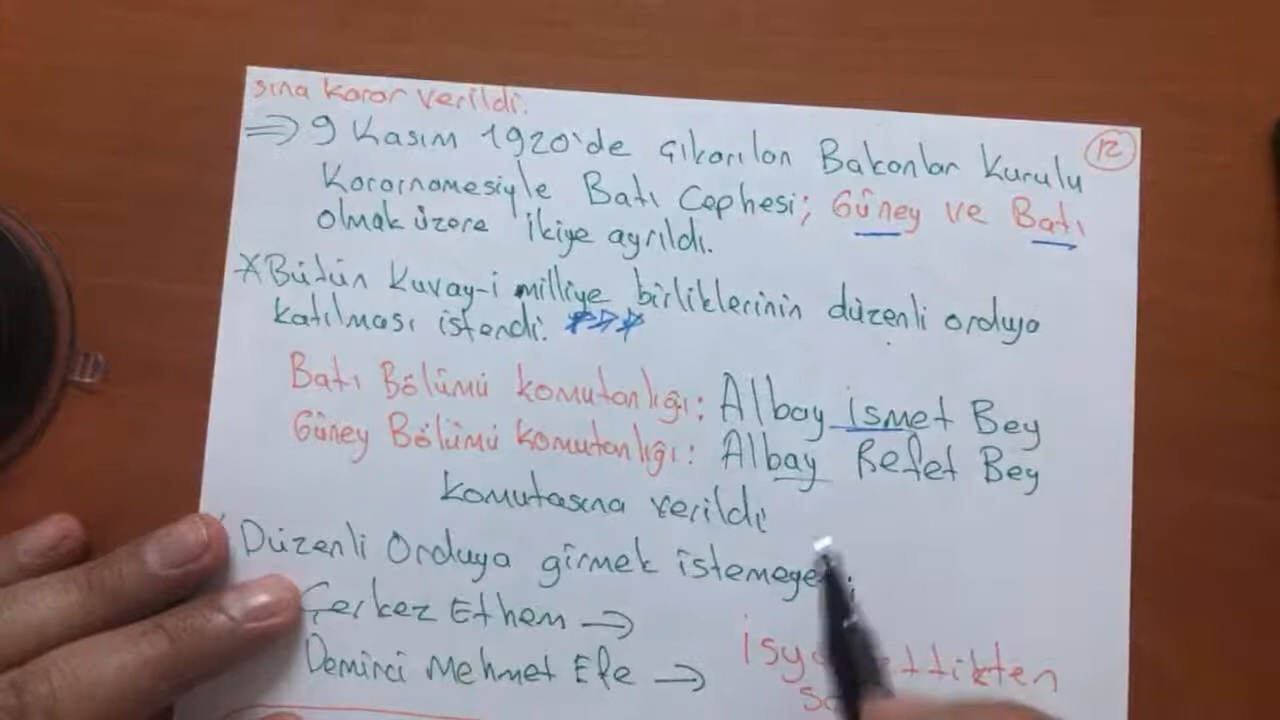 sına karar verildi.
12
⇒ 9 Kasım 1920'de çıkarılan Bakanlar Kurulu
Kararnamesiyle Batı Cephesi; Güney ve Batı
olmak üzere ikiye ayrıldı.
*Bütün Kuvay-i milliye birliklerinin düzenli orduya
katılması istendi. ***
Batı Bölümü komutanlığı: Albay ismet Bey
Güney Bölümü komutanlığı: Albay Refet Bey
komutasına verildi
Düzenli Orduya girmek
Çerkez Ethem →
Demirci Mehmet Efe →